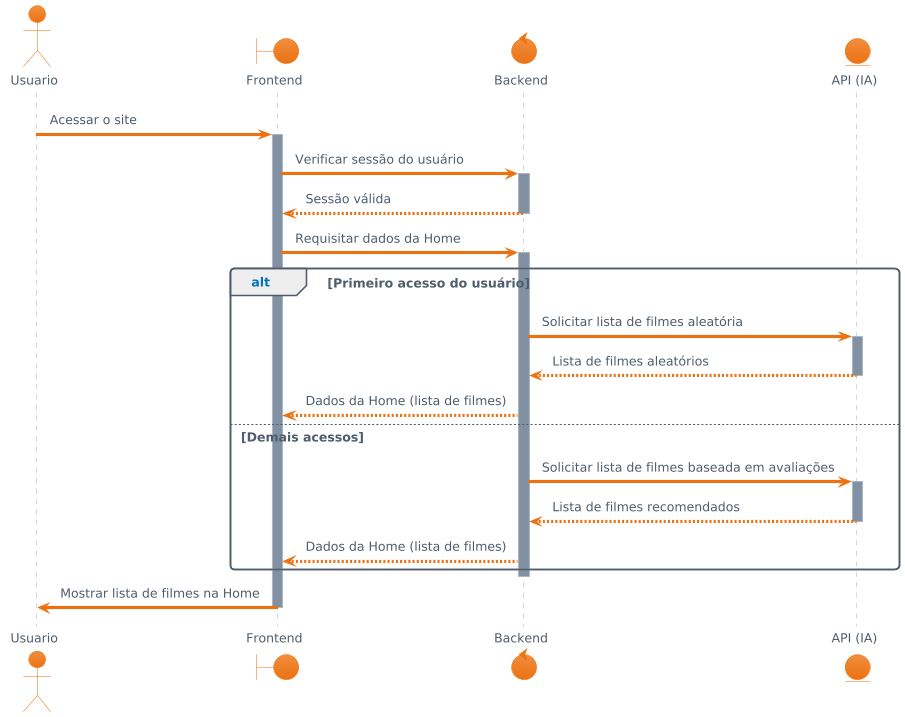 Usuario Frontend Backend API (IA)
Acessar o site
Verificar sessão do usuário
Sessão válida
Requisitar dados da Home
alt [Primeiro acesso do usuário]
Solicitar lista de filmes aleatória
Lista de filmes aleatórios
Dados da Home (lista de filmes)
[Demais acessos]
Solicitar lista de filmes baseada em avaliações
Lista de filmes recomendados
Dados da Home (lista de filmes)
Mostrar lista de filmes na Home
Usuario Frontend Backend API (IA)